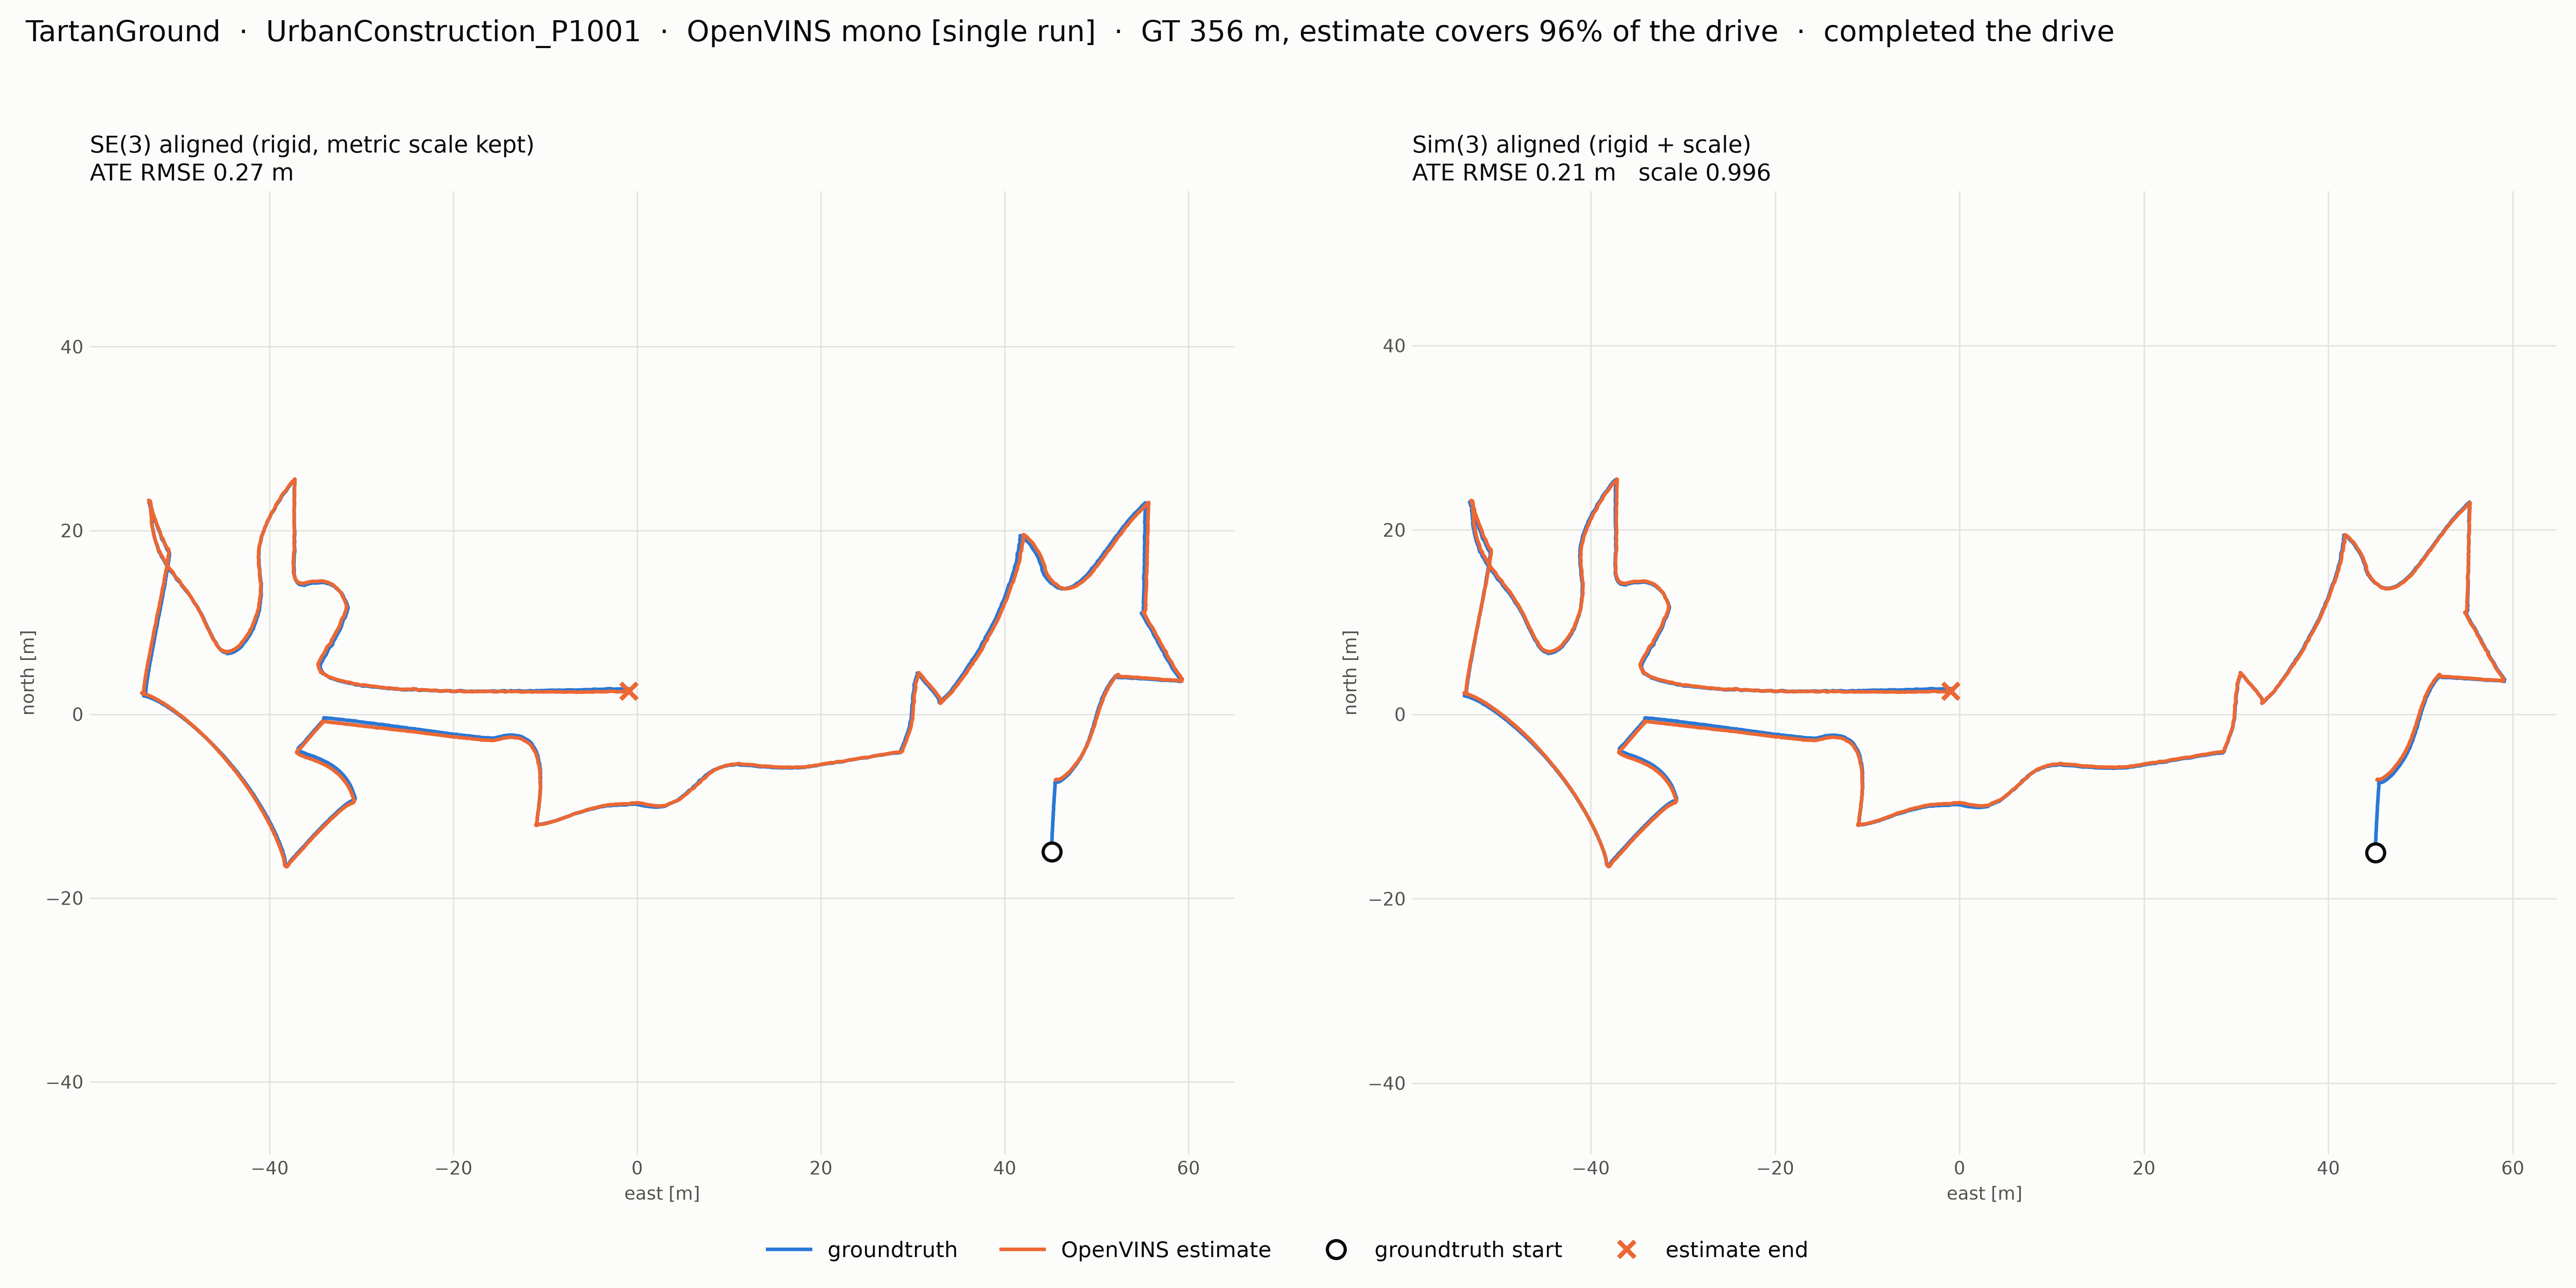 TartanGround · UrbanConstruction_P1001 · OpenVINS mono [single run] · GT 356 m, estimate covers 96% of the drive · completed the drive
SE(3) aligned (rigid, metric scale kept)
ATE RMSE 0.27 m
40
20
0
−20
−40
north [m]
−40
−20
0
20
40
60
east [m]
Sim(3) aligned (rigid + scale)
ATE RMSE 0.21 m   scale 0.996
40
20
0
−20
−40
north [m]
−40
−20
0
20
40
60
east [m]
groundtruth
OpenVINS estimate
groundtruth start
estimate end